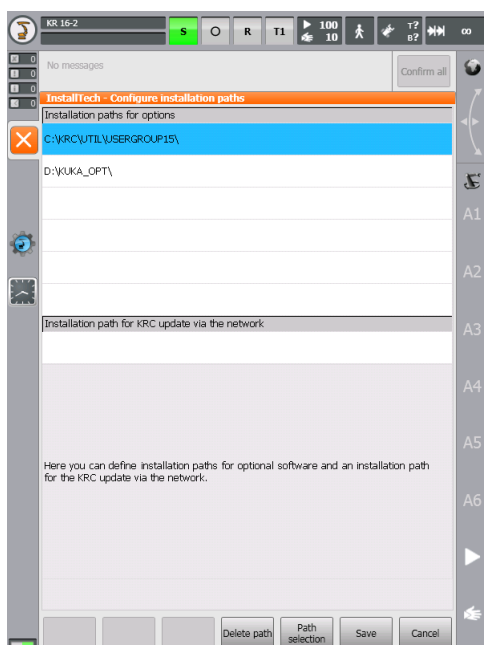 KR 16-2
S O R T1 100 10 T? B? ∞
0
0
0
0
No messages
Confirm all
InstallTech - Configure installation paths
Installation paths for options
C:\KRC\UTIL\USERGROUP15\
D:\KUKA_OPT\
Installation path for KRC update via the network
Here you can define installation paths for optional software and an installation path
for the KRC update via the network.
A1
A2
A3
A4
A5
A6
Delete path
Path
selection
Save
Cancel